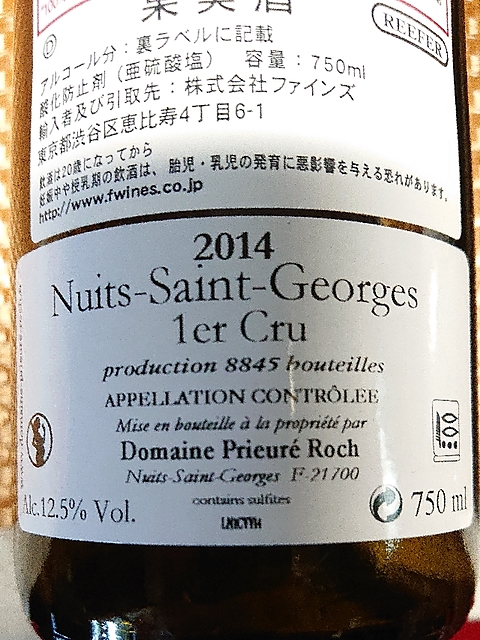 果実酒
REEFER
アルコール分：裏ラベルに記載 容量：750ml
酸化防止剤（亜硫酸塩）
輸入者及び引取先：株式会社ファインズ
東京都渋谷区恵比寿4丁目6-1
飲酒は20歳になってから
妊娠中や授乳期の飲酒は、胎児・乳児の発育に悪影響を与える恐れがあります。
http://www.fwines.co.jp
2014
Nuits-Saint-Georges
1er Cru
production 8845 bouteilles
APPELLATION CONTRÔLEE
Mise en bouteille à la propriété par
Domaine Prieuré Roch
Nuits-Saint-Georges F-21700
contains sulfites
Alc.12.5% Vol.
750 ml